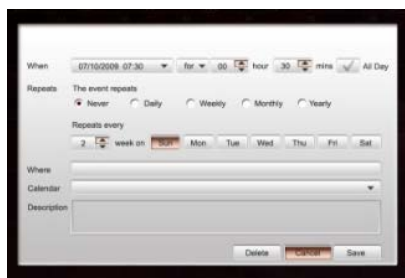 When 07/10/2009 07:30 for 00 hour 30 mins All Day
Repeats The event repeats
Never Daily Weekly Monthly Yearly
Repeats every
2 week on Sun Mon Tue Wed Thu Fri Sat
Where
Calendar
Description
Delete Cancel Save